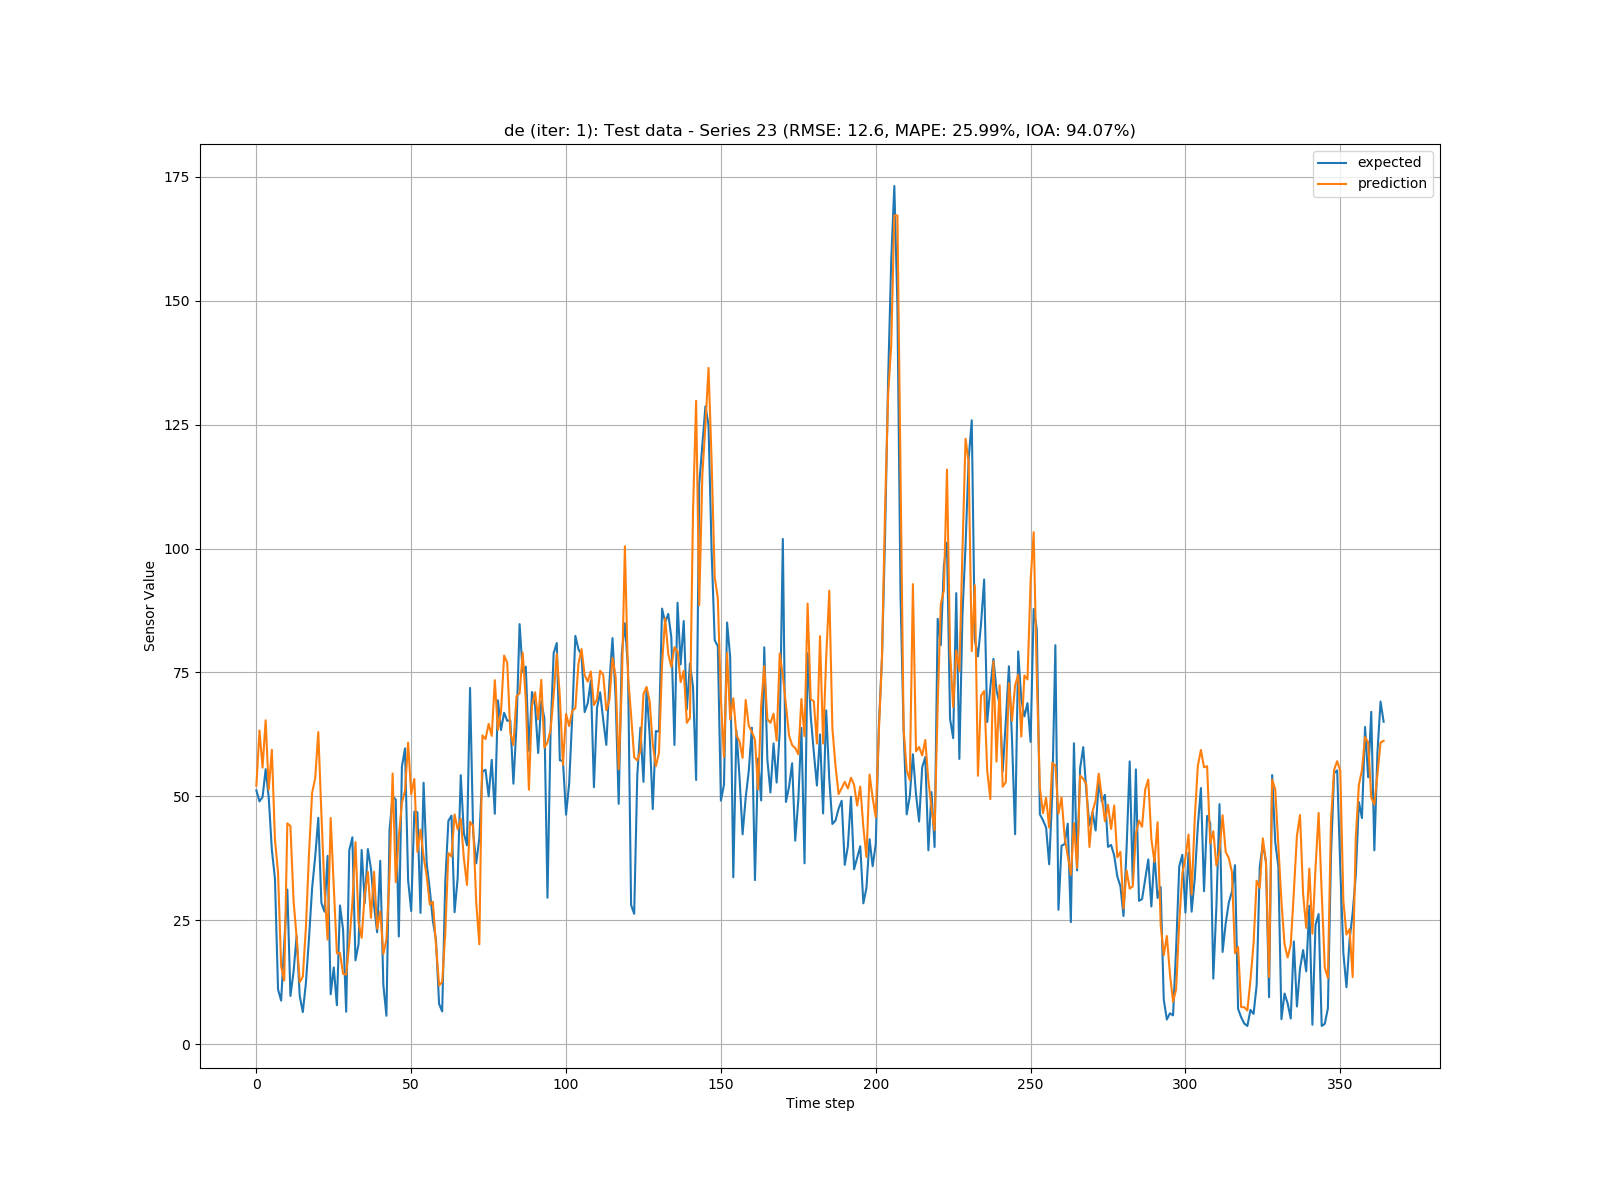 de (iter: 1): Test data - Series 23 (RMSE: 12.6, MAPE: 25.99%, IOA: 94.07%)
expected
prediction
175
150
125
100
75
50
25
0
Sensor Value
0 50 100 150 200 250 300 350
Time step